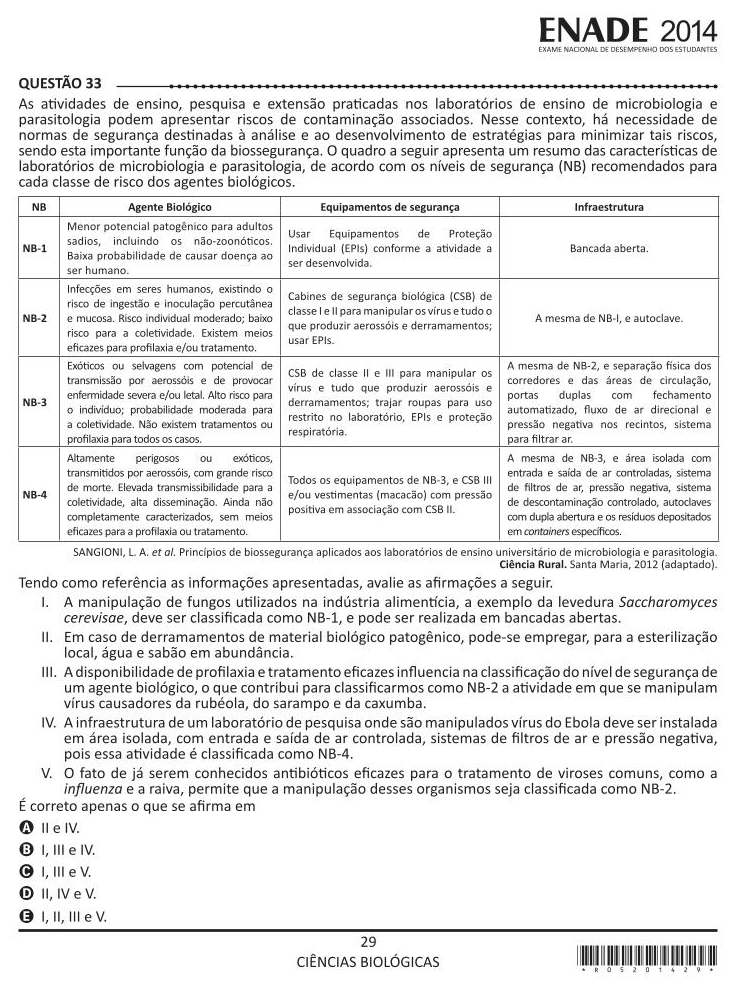 ENADE 2014
EXAME NACIONAL DE DESEMPENHO DOS ESTUDANTES
QUESTÃO 33
As atividades de ensino, pesquisa e extensão praticadas nos laboratórios de ensino de microbiologia e
parasitologia podem apresentar riscos de contaminação associados. Nesse contexto, há necessidade de
normas de segurança destinadas à análise e ao desenvolvimento de estratégias para minimizar tais riscos,
sendo esta importante função da biossegurança. O quadro a seguir apresenta um resumo das características de
laboratórios de microbiologia e parasitologia, de acordo com os níveis de segurança (NB) recomendados para
cada classe de risco dos agentes biológicos.
NB
Agente Biológico
Equipamentos de segurança
Infraestrutura
NB-1
Menor potencial patogênico para adultos
sadios, incluindo os não-zoonóticos.
Baixa probabilidade de causar doença ao
ser humano.
Usar Equipamentos de Proteção
Individual (EPIs) conforme a atividade a
ser desenvolvida.
Bancada aberta.
NB-2
Infecções em seres humanos, existindo o
risco de ingestão e inoculação percutânea
e mucosa. Risco individual moderado; baixo
risco para a coletividade. Existem meios
eficazes para profilaxia e/ou tratamento.
Cabines de segurança biológica (CSB) de
classe I e II para manipular os vírus e tudo o
que produzir aerossóis e derramamentos;
usar EPIs.
A mesma de NB-I, e autoclave.
NB-3
Exóticos ou selvagens com potencial de
transmissão por aerossóis e de provocar
enfermidade severa e/ou letal. Alto risco para
o indivíduo; probabilidade moderada para
a coletividade. Não existem tratamentos ou
profilaxia para todos os casos.
CSB de classe II e III para manipular os
vírus e tudo que produzir aerossóis e
derramamentos; trajar roupas para uso
restrito no laboratório, EPIs e proteção
respiratória.
A mesma de NB-2, e separação física dos
corredores e das áreas de circulação,
portas duplas com fechamento
automatizado, fluxo de ar direcional e
pressão negativa nos recintos, sistema
para filtrar ar.
NB-4
Altamente perigosos ou exóticos,
transmitidos por aerossóis, com grande risco
de morte. Elevada transmissibilidade para a
coletividade, alta disseminação. Ainda não
completamente caracterizados, sem meios
eficazes para a profilaxia ou tratamento.
Todos os equipamentos de NB-3, e CSB III
e/ou vestimentas (macacão) com pressão
positiva em associação com CSB II.
A mesma de NB-3, e área isolada com
entrada e saída de ar controladas, sistema
de filtros de ar, pressão negativa, sistema
de descontaminação controlado, autoclaves
com dupla abertura e os resíduos depositados
em containers específicos.
SANGIONI, L. A. et al. Princípios de biossegurança aplicados aos laboratórios de ensino universitário de microbiologia e parasitologia.
Ciência Rural. Santa Maria, 2012 (adaptado).
Tendo como referência as informações apresentadas, avalie as afirmações a seguir.
I. A manipulação de fungos utilizados na indústria alimentícia, a exemplo da levedura Saccharomyces
cerevisae, deve ser classificada como NB-1, e pode ser realizada em bancadas abertas.
II. Em caso de derramamentos de material biológico patogênico, pode-se empregar, para a esterilização
local, água e sabão em abundância.
III. A disponibilidade de profilaxia e tratamento eficazes influencia na classificação do nível de segurança de
um agente biológico, o que contribui para classificarmos como NB-2 a atividade em que se manipulam
vírus causadores da rubéola, do sarampo e da caxumba.
IV. A infraestrutura de um laboratório de pesquisa onde são manipulados vírus do Ebola deve ser instalada
em área isolada, com entrada e saída de ar controlada, sistemas de filtros de ar e pressão negativa,
pois essa atividade é classificada como NB-4.
V. O fato de já serem conhecidos antibióticos eficazes para o tratamento de viroses comuns, como a
influenza e a raiva, permite que a manipulação desses organismos seja classificada como NB-2.
É correto apenas o que se afirma em
A II e IV.
B I, III e IV.
C I, III e V.
D II, IV e V.
E I, II, III e V.
29
CIÊNCIAS BIOLÓGICAS
* R 0 5 2 0 1 4 2 9 *